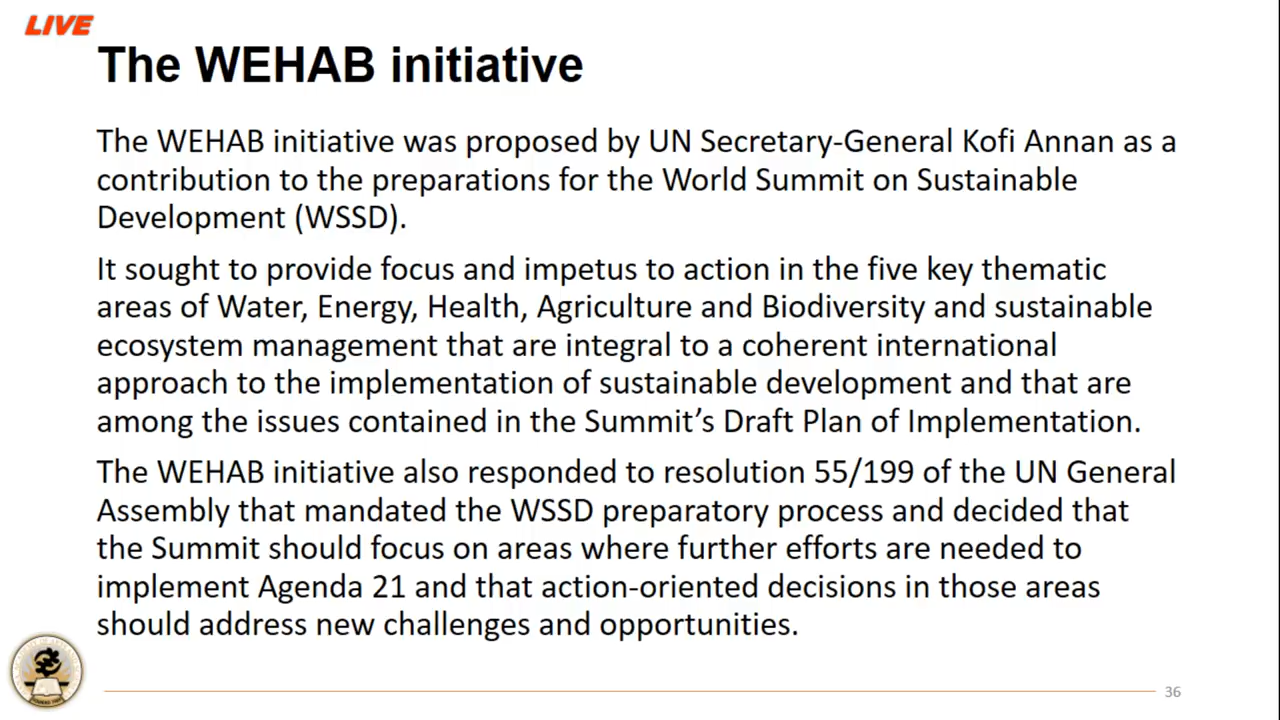 LIVE
The WEHAB initiative
The WEHAB initiative was proposed by UN Secretary-General Kofi Annan as a
contribution to the preparations for the World Summit on Sustainable
Development (WSSD).
It sought to provide focus and impetus to action in the five key thematic
areas of Water, Energy, Health, Agriculture and Biodiversity and sustainable
ecosystem management that are integral to a coherent international
approach to the implementation of sustainable development and that are
among the issues contained in the Summit’s Draft Plan of Implementation.
The WEHAB initiative also responded to resolution 55/199 of the UN General
Assembly that mandated the WSSD preparatory process and decided that
the Summit should focus on areas where further efforts are needed to
implement Agenda 21 and that action-oriented decisions in those areas
should address new challenges and opportunities.
36